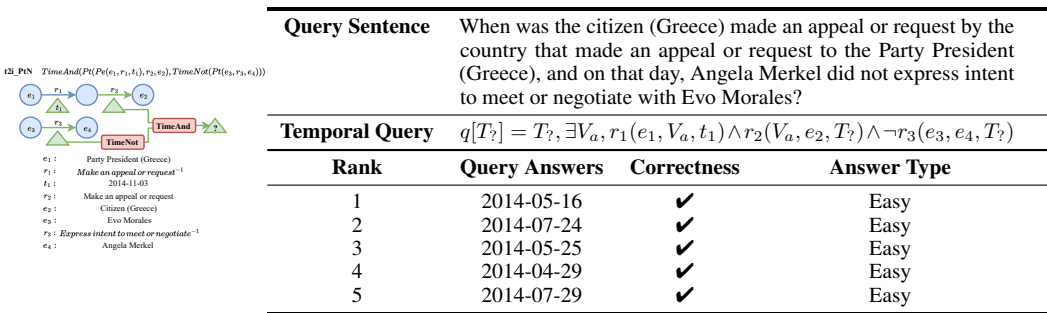 t2i_PtN TimeAnd(Pt(Pe(e₁,r₁,t₁),r₂,e₂),TimeNot(Pt(e₃,r₃,e₄)))
e₁ r₁ r₂ e₂
t₁
e₃ r₃ e₄ TimeAnd ?
TimeNot
e₁ : Party President (Greece)
r₁ : Make an appeal or request⁻¹
t₁ : 2014-11-03
r₂ : Make an appeal or request
e₂ : Citizen (Greece)
e₃ : Evo Morales
r₃ : Express intent to meet or negotiate⁻¹
e₄ : Angela Merkel
Query Sentence When was the citizen (Greece) made an appeal or request by the
country that made an appeal or request to the Party President
(Greece), and on that day, Angela Merkel did not express intent
to meet or negotiate with Evo Morales?
Temporal Query q[T?] = T?, ∃Vₐ, r₁(e₁, Vₐ, t₁)∧r₂(Vₐ, e₂, T?)∧¬r₃(e₃, e₄, T?)
Rank Query Answers Correctness Answer Type
1 2014-05-16 ✔ Easy
2 2014-07-24 ✔ Easy
3 2014-05-25 ✔ Easy
4 2014-04-29 ✔ Easy
5 2014-07-29 ✔ Easy